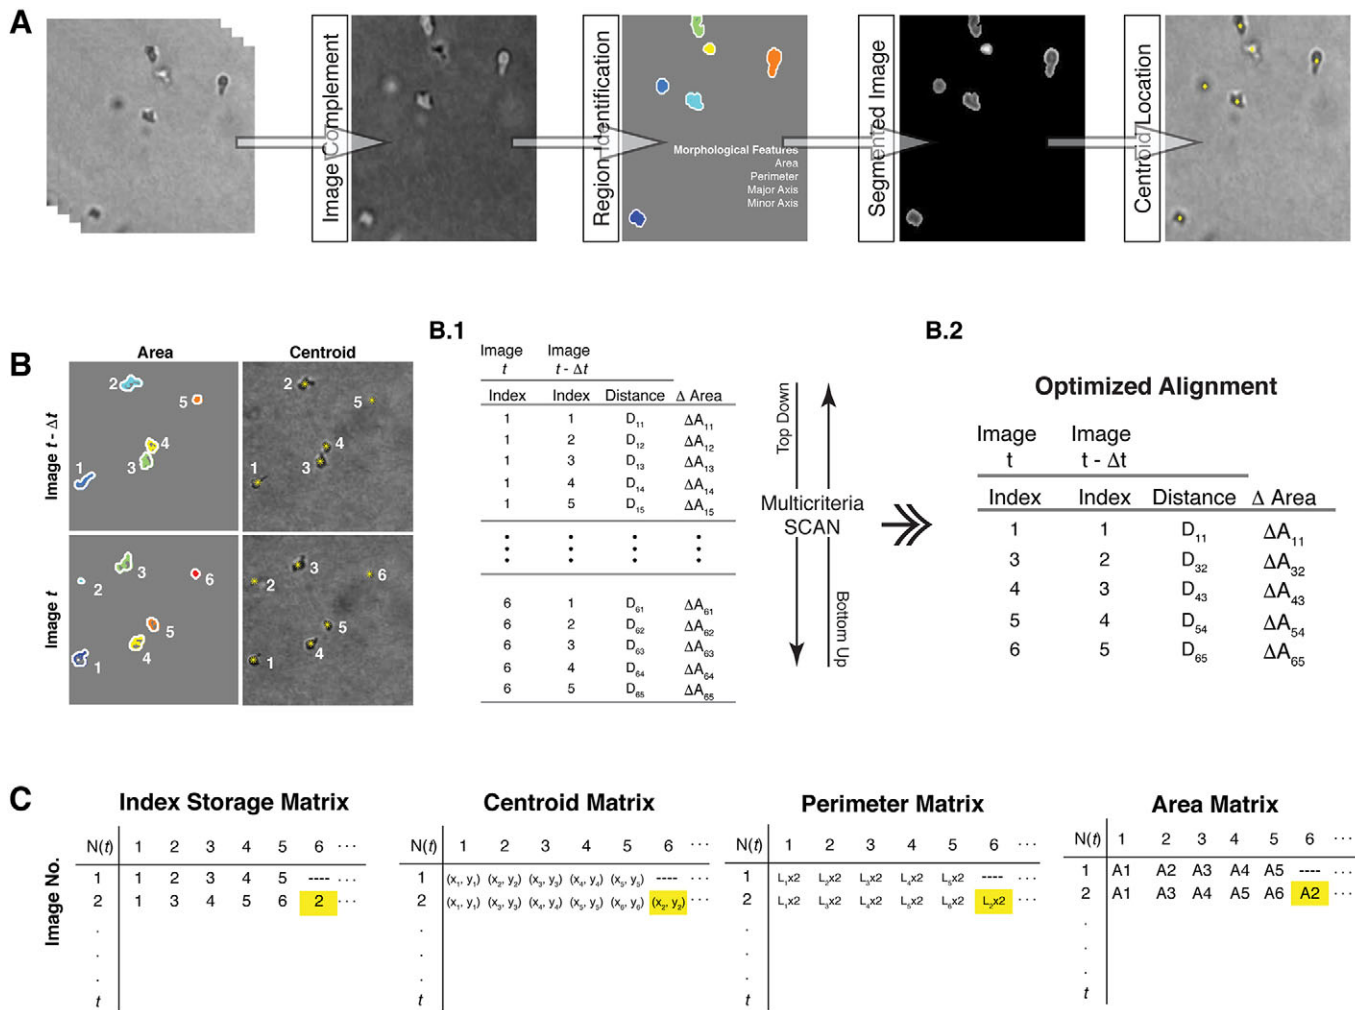 A
Image Complement
Region Identification
Morphological Features
Area
Perimeter
Major Axis
Minor Axis
Segmented Image
Centroid Location
B
Area
Centroid
Image t - Δt
2
5
4
3
1
2
5
4
3
1
Image t
3
2
6
5
4
1
3
2
6
5
4
1
B.1
Image t
Image t - Δt
Index Index Distance Δ Area
1 1 D11 ΔA11
1 2 D12 ΔA12
1 3 D13 ΔA13
1 4 D14 ΔA14
1 5 D15 ΔA15
6 1 D61 ΔA61
6 2 D62 ΔA62
6 3 D63 ΔA63
6 4 D64 ΔA64
6 5 D65 ΔA65
Top Down
Multicriteria
SCAN
Bottom Up
B.2
Optimized Alignment
Image t
Image t - Δt
Index Index Distance Δ Area
1 1 D11 ΔA11
3 2 D32 ΔA32
4 3 D43 ΔA43
5 4 D54 ΔA54
6 5 D65 ΔA65
C
Image No.
Index Storage Matrix
N(t) 1 2 3 4 5 6 ...
1 1 2 3 4 5 ---- ...
2 1 3 4 5 6 2 ...
.
.
.
t
Centroid Matrix
N(t) 1 2 3 4 5 6 ...
1 (x1, y1) (x2, y2) (x3, y3) (x4, y4) (x5, y5) ---- ...
2 (x1, y1) (x3, y3) (x4, y4) (x5, y5) (x6, y6) (x2, y2) ...
.
.
.
t
Perimeter Matrix
N(t) 1 2 3 4 5 6 ...
1 L1x2 L2x2 L3x2 L4x2 L5x2 ---- ...
2 L1x2 L3x2 L4x2 L5x2 L6x2 L2x2 ...
.
.
.
t
Area Matrix
N(t) 1 2 3 4 5 6 ...
1 A1 A2 A3 A4 A5 ---- ...
2 A1 A3 A4 A5 A6 A2 ...
.
.
.
t